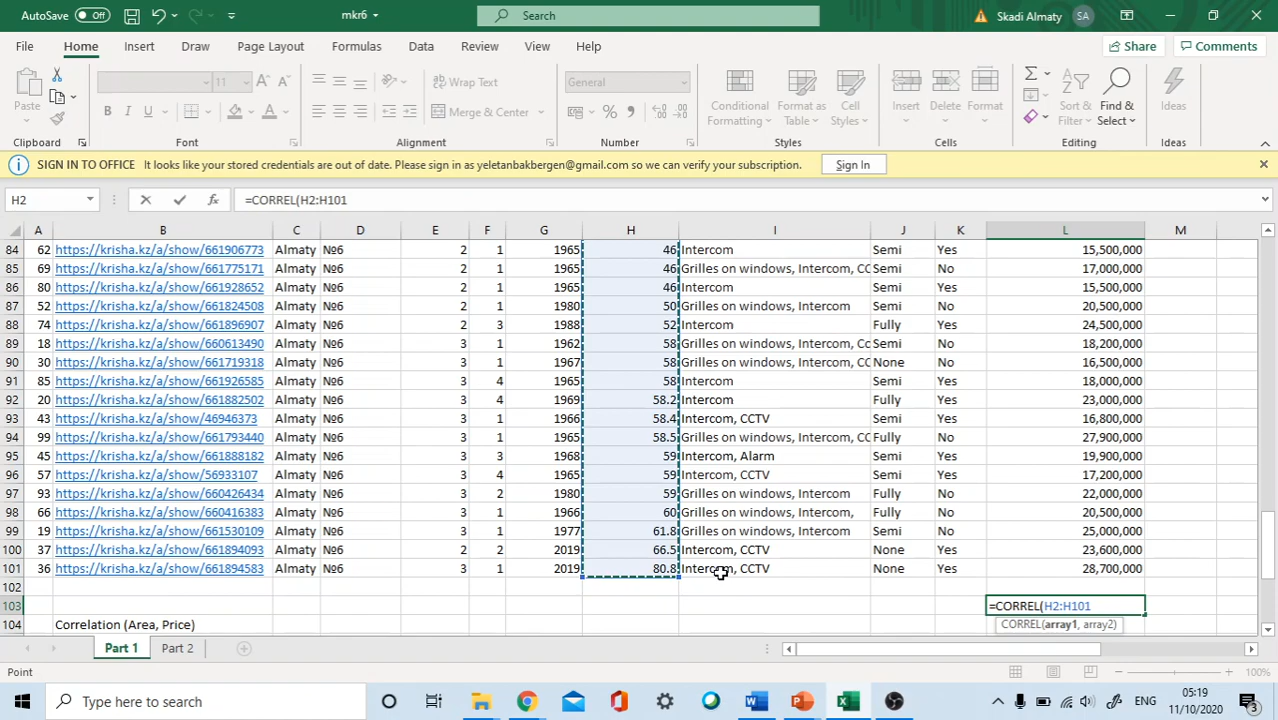 AutoSave Off mkr6 Search Skadi Almaty SA
File Home Insert Draw Page Layout Formulas Data Review View Help Share Comments
Paste 11 Wrap Text General Conditional Formatting Format as Table Cell Styles Insert Delete Format Sort & Filter Find & Select Ideas
B I U Merge & Center
Clipboard Font Alignment Number Styles Cells Editing Ideas
SIGN IN TO OFFICE It looks like your stored credentials are out of date. Please sign in as yeletanbakbergen@gmail.com so we can verify your subscription. Sign In
H2 fx =CORREL(H2:H101
A B C D E F G H I J K L M
84 62 https://krisha.kz/a/show/661906773 Almaty №6 2 1 1965 46 Intercom Semi Yes 15,500,000
85 69 https://krisha.kz/a/show/661775171 Almaty №6 2 1 1965 46 Grilles on windows, Intercom, CC Semi No 17,000,000
86 80 https://krisha.kz/a/show/661928652 Almaty №6 2 1 1965 46 Intercom Semi Yes 15,500,000
87 52 https://krisha.kz/a/show/661824508 Almaty №6 2 1 1980 50 Grilles on windows, Intercom Semi No 20,500,000
88 74 https://krisha.kz/a/show/661896907 Almaty №6 2 3 1988 52 Intercom Fully Yes 24,500,000
89 18 https://krisha.kz/a/show/660613490 Almaty №6 3 1 1962 58 Grilles on windows, Intercom, Co Semi No 18,200,000
90 30 https://krisha.kz/a/show/661719318 Almaty №6 3 1 1967 58 Grilles on windows, Intercom, CC None No 16,500,000
91 85 https://krisha.kz/a/show/661926585 Almaty №6 3 4 1965 58 Intercom Semi Yes 18,000,000
92 20 https://krisha.kz/a/show/661882502 Almaty №6 3 4 1969 58.2 Intercom Fully Yes 23,000,000
93 43 https://krisha.kz/a/show/46946373 Almaty №6 3 1 1966 58.4 Intercom, CCTV Semi Yes 16,800,000
94 99 https://krisha.kz/a/show/661793440 Almaty №6 3 1 1965 58.5 Grilles on windows, Intercom, CC Fully No 27,900,000
95 45 https://krisha.kz/a/show/661888182 Almaty №6 3 3 1968 59 Intercom, Alarm Semi Yes 19,900,000
96 57 https://krisha.kz/a/show/56933107 Almaty №6 3 4 1965 59 Intercom, CCTV Semi Yes 17,200,000
97 93 https://krisha.kz/a/show/660426434 Almaty №6 3 2 1980 59 Grilles on windows, Intercom Fully No 22,000,000
98 66 https://krisha.kz/a/show/660416383 Almaty №6 3 1 1966 60 Grilles on windows, Intercom, Fully No 20,500,000
99 19 https://krisha.kz/a/show/661530109 Almaty №6 3 1 1977 61.8 Grilles on windows, Intercom Semi No 25,000,000
100 37 https://krisha.kz/a/show/661894093 Almaty №6 2 2 2019 66.5 Intercom, CCTV None Yes 23,600,000
101 36 https://krisha.kz/a/show/661894583 Almaty №6 3 1 2019 80.8 Intercom, CCTV None Yes 28,700,000
102
103 =CORREL(H2:H101
104 Correlation (Area, Price) CORREL(array1, array2)
Part 1 Part 2
Point 100%
Type here to search ENG 05:19 11/10/2020 3